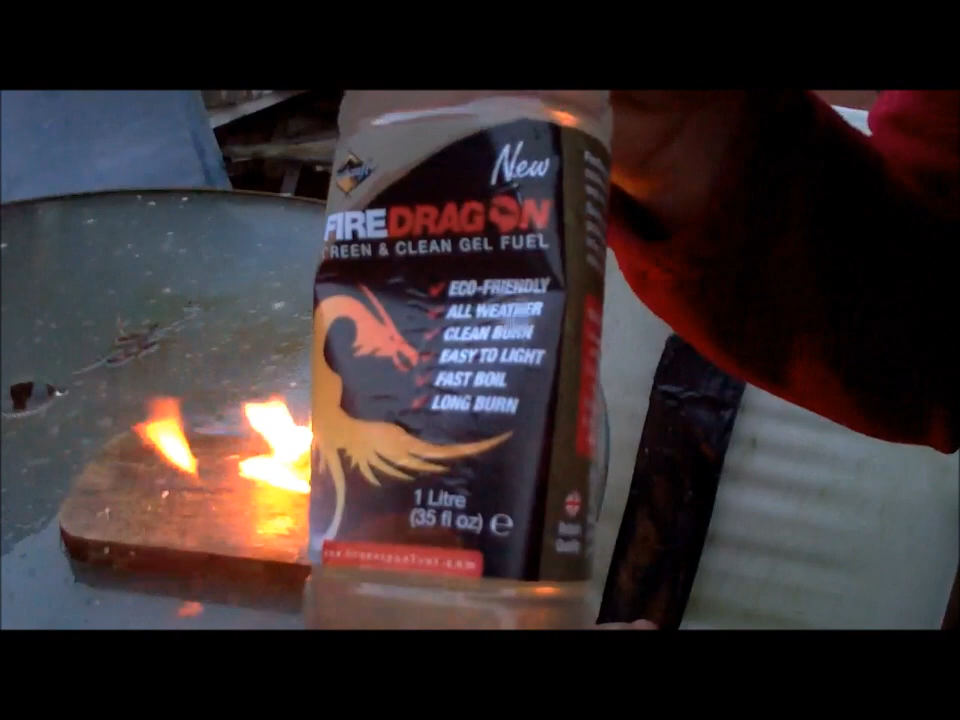 New
FIREDRAGON
REEN & CLEAN GEL FUEL
ECO-FRIENDLY
ALL WEATHER
CLEAN BURN
EASY TO LIGHT
FAST BOIL
LONG BURN
1 Litre
(35 fl oz) e